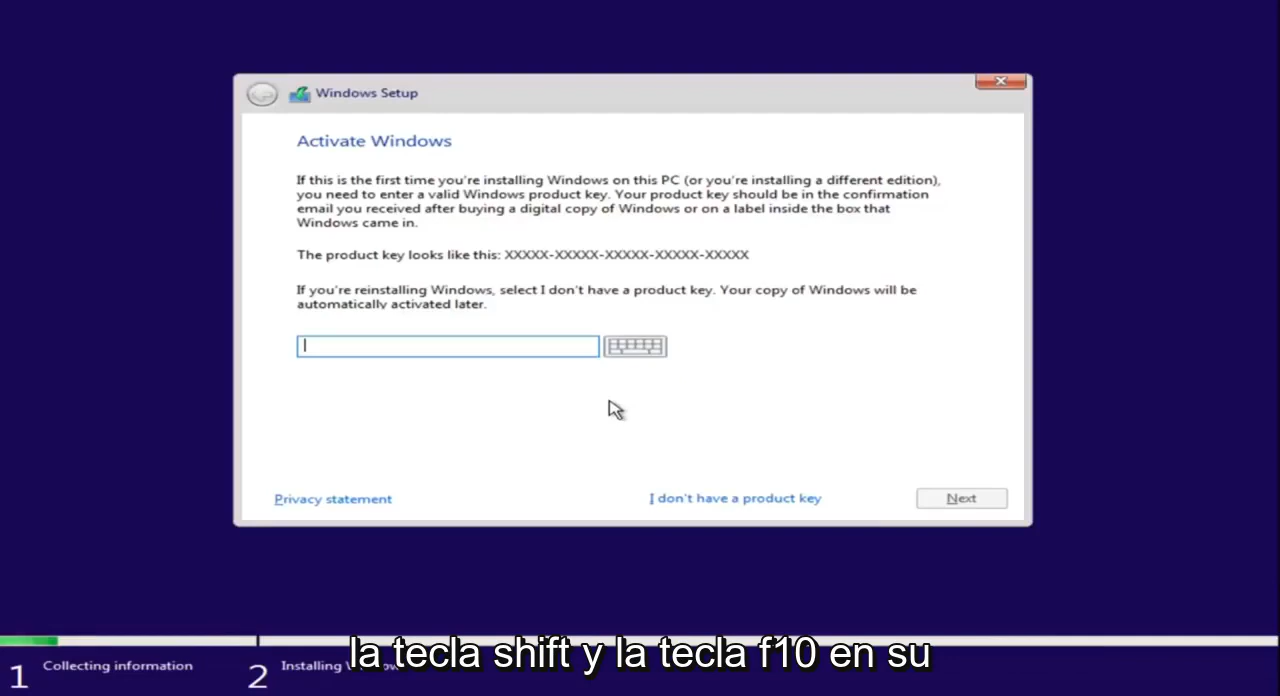 Windows Setup
Activate Windows
If this is the first time you're installing Windows on this PC (or you're installing a different edition),
you need to enter a valid Windows product key. Your product key should be in the confirmation
email you received after buying a digital copy of Windows or on a label inside the box that
Windows came in.
The product key looks like this: XXXXX-XXXXX-XXXXX-XXXXX-XXXXX
If you're reinstalling Windows, select I don't have a product key. Your copy of Windows will be
automatically activated later.
Privacy statement
I don't have a product key
Next
la tecla shift y la tecla f10 en su
1 Collecting information
2 Installing